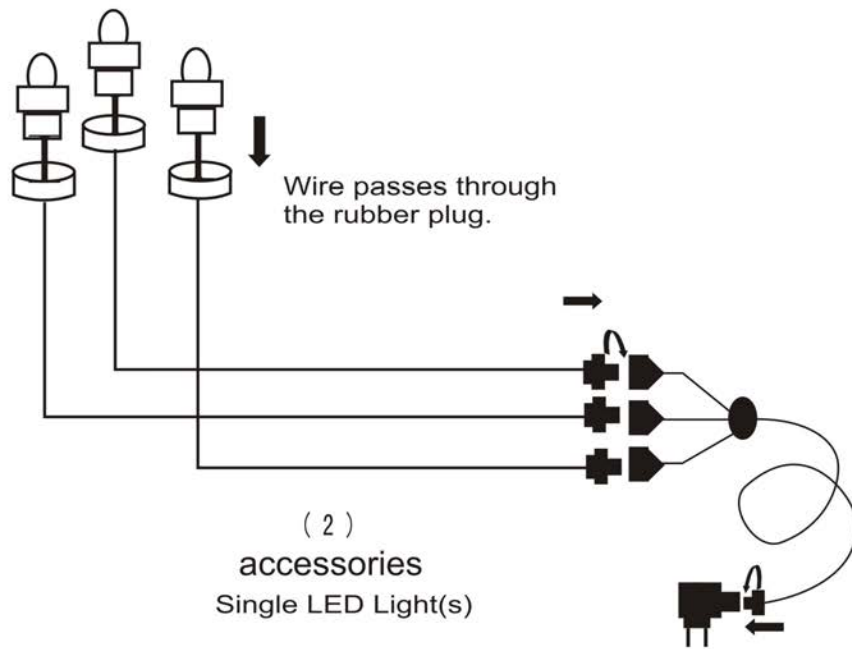 Wire passes through
the rubber plug.
( 2 )
accessories
Single LED Light(s)